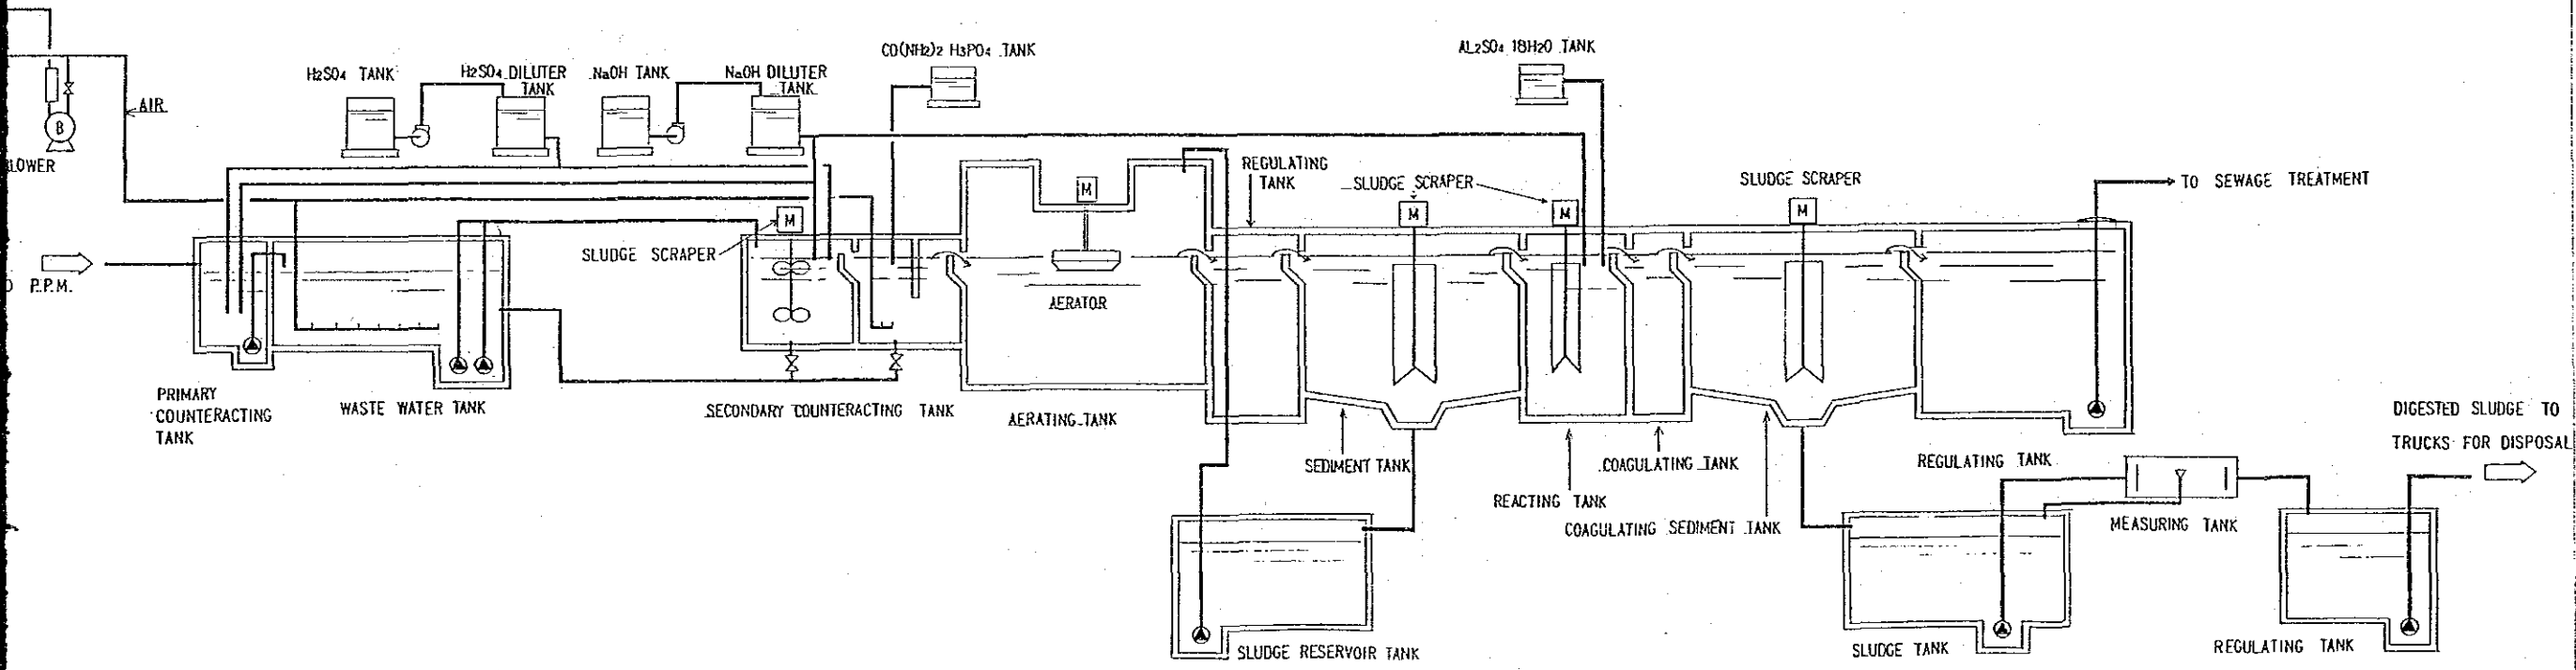 CO(NH2)2 H3PO4 TANK
AL2SO4 18H2O TANK
H2SO4 TANK
H2SO4 DILUTER
TANK
NaOH TANK
NaOH DILUTER
TANK
AIR
B
BLOWER
REGULATING
TANK
SLUDGE SCRAPER
SLUDGE SCRAPER
TO SEWAGE TREATMENT
M
M
M
M
M
SLUDGE SCRAPER
P.P.M.
AERATOR
PRIMARY
COUNTERACTING
TANK
WASTE WATER TANK
SECONDARY COUNTERACTING TANK
AERATING TANK
SEDIMENT TANK
COAGULATING TANK
REACTING TANK
COAGULATING SEDIMENT TANK
REGULATING TANK
MEASURING TANK
DIGESTED SLUDGE TO
TRUCKS FOR DISPOSAL
SLUDGE RESERVOIR TANK
SLUDGE TANK
REGULATING TANK